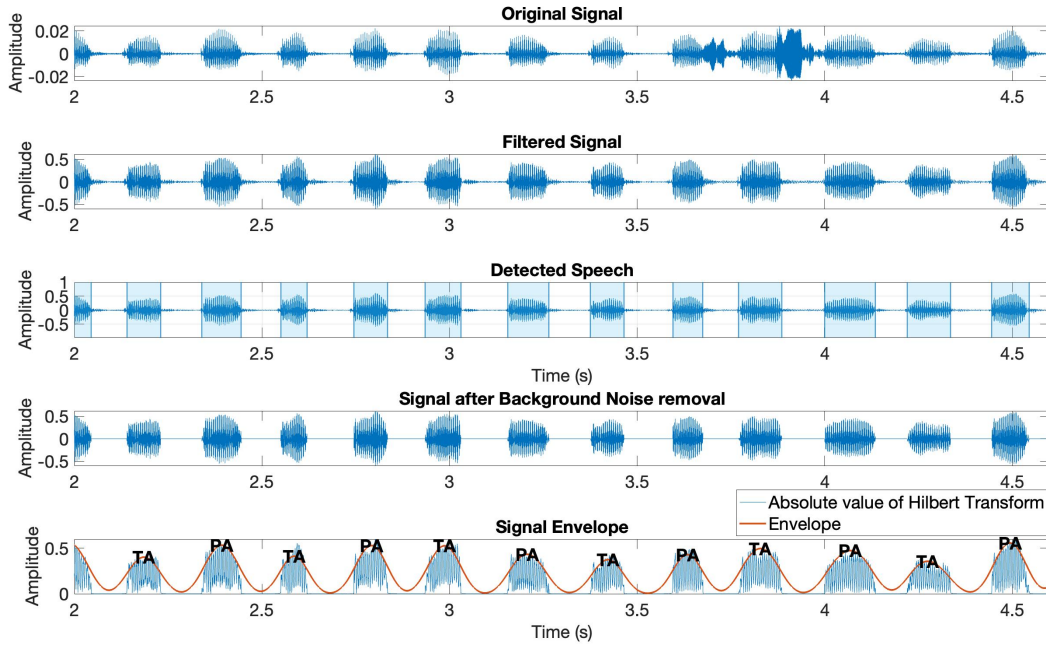 Original Signal
Amplitude
0.02
0
-0.02
2 2.5 3 3.5 4 4.5
Filtered Signal
Amplitude
0.5
0
-0.5
2 2.5 3 3.5 4 4.5
Detected Speech
Amplitude
1
0.5
0
-0.5
2 2.5 3 3.5 4 4.5
Time (s)
Signal after Background Noise removal
Amplitude
0.5
0
-0.5
2 2.5 3 3.5 4 4.5
Absolute value of Hilbert Transform
Envelope
Signal Envelope
Amplitude
0.5
0
TA PA TA PA TA PA TA PA TA PA TA PA
2 2.5 3 3.5 4 4.5
Time (s)